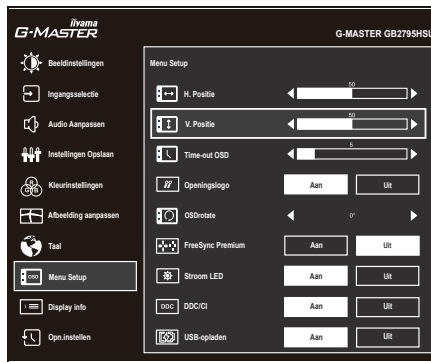 iiyama
G-MASTER
G-MASTER GB2795HSU
Beeldinstellingen
Ingangsselectie
Audio Aanpassen
Instellingen Opslaan
R G B
Kleurinstellingen
Afbeelding aanpassen
Taal
OSD
Menu Setup
i
Display info
Opn.instellen
Menu Setup
H. Positie
50
V. Positie
50
Time-out OSD
5
Openingslogo Aan Uit
OSDrotate 0°
FreeSync Premium Aan Uit
Stroom LED Aan Uit
DDC DDC/CI Aan Uit
USB-opladen Aan Uit